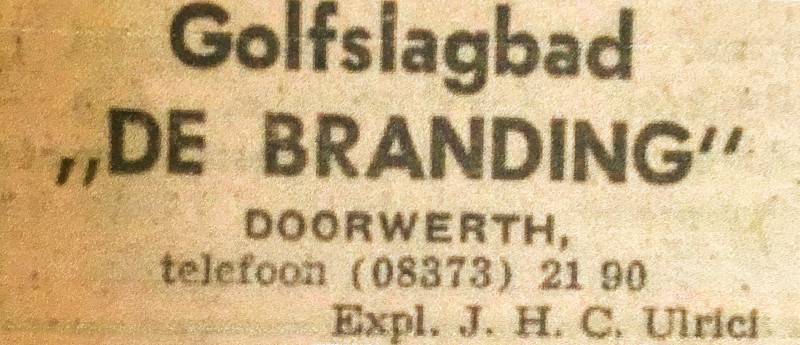 Golfslagbad
„DE BRANDING”
DOORWERTH,
telefoon (08373) 21 90
Expl. J. H. C. Ulrici